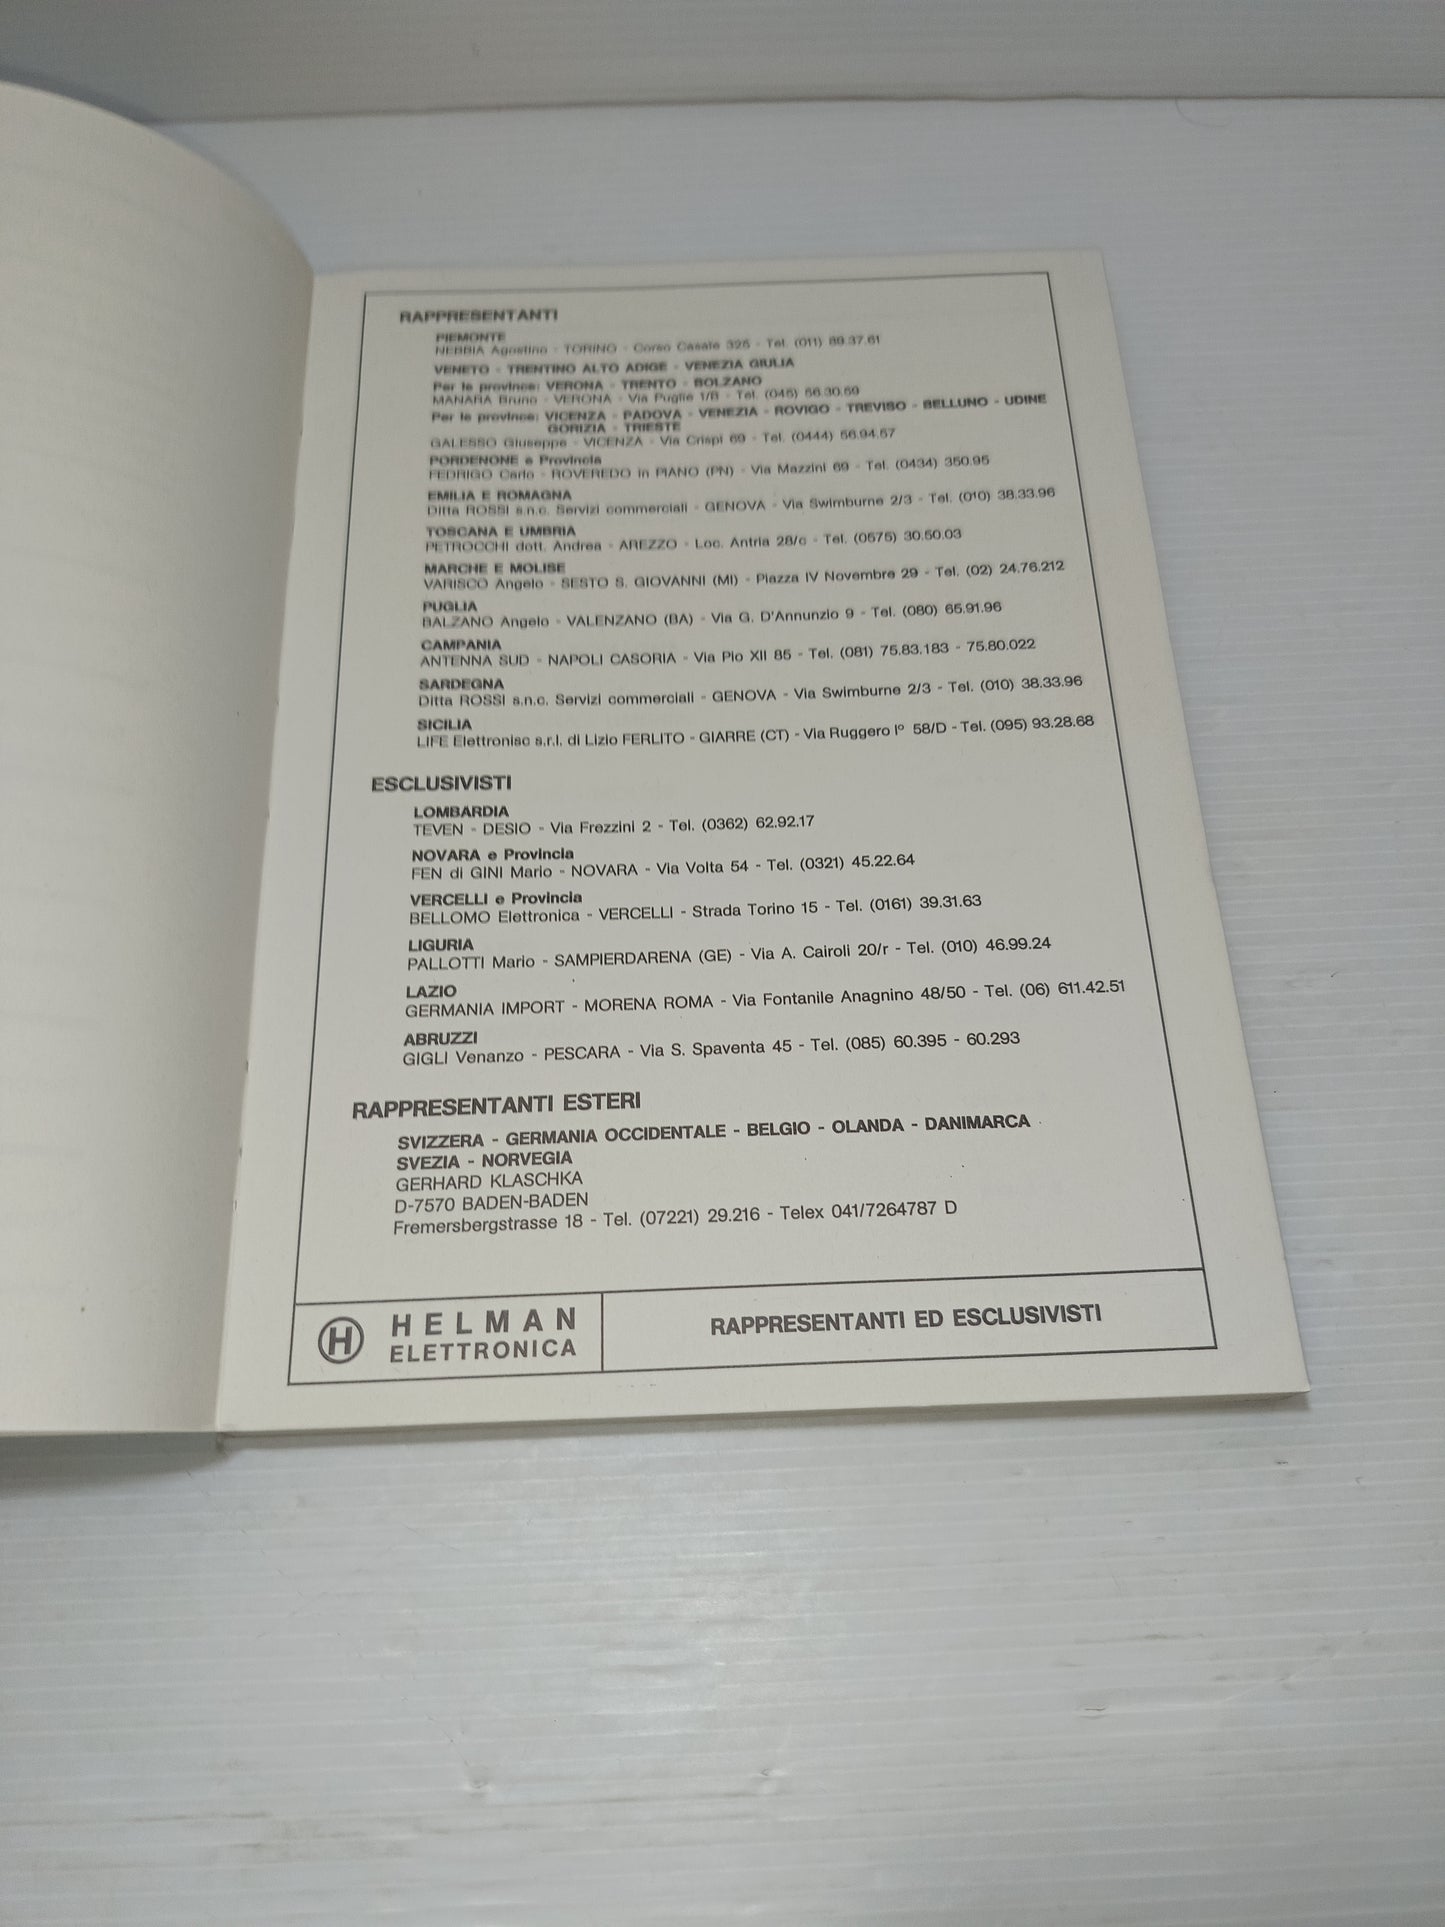 RAPPRESENTANTI
PIEMONTE
NEBBIA Agostino - TORINO - Corso Casale 326 - Tel. (011) 89.37.61
VENETO - TRENTINO ALTO ADIGE - VENEZIA GIULIA
Per le province: VERONA - TRENTO - BOLZANO
MANARA Bruno - VERONA - Via Puglie 1/B - Tel. (045) 56.30.59
Per le province: VICENZA - PADOVA - VENEZIA - ROVIGO - TREVISO - BELLUNO - UDINE
GORIZIA - TRIESTE
GALESSO Giuseppe - VICENZA - Via Crispi 69 - Tel. (0444) 56.94.57
PORDENONE e Provincia
FEDRIGO Carlo - ROVEREDO in PIANO (PN) - Via Mazzini 69 - Tel. (0434) 350.95
EMILIA E ROMAGNA
Ditta ROSSI s.n.c. Servizi commerciali - GENOVA - Via Swimburne 2/3 - Tel. (010) 38.33.96
TOSCANA E UMBRIA
PETROCCHI dott. Andrea - AREZZO - Loc. Antria 28/c - Tel. (0575) 30.50.03
MARCHE E MOLISE
VARISCO Angelo - SESTO S. GIOVANNI (MI) - Piazza IV Novembre 29 - Tel. (02) 24.76.212
PUGLIA
BALZANO Angelo - VALENZANO (BA) - Via G. D'Annunzio 9 - Tel. (080) 65.91.96
CAMPANIA
ANTENNA SUD - NAPOLI CASORIA - Via Pio XII 85 - Tel. (081) 75.83.183 - 75.80.022
SARDEGNA
Ditta ROSSI s.n.c. Servizi commerciali - GENOVA - Via Swimburne 2/3 - Tel. (010) 38.33.96
SICILIA
LIFE Elettronisc s.r.l. di Lizio FERLITO - GIARRE (CT) - Via Ruggero I° 58/D - Tel. (095) 93.28.68
ESCLUSIVISTI
LOMBARDIA
TEVEN - DESIO - Via Frezzini 2 - Tel. (0362) 62.92.17
NOVARA e Provincia
FEN di GINI Mario - NOVARA - Via Volta 54 - Tel. (0321) 45.22.64
VERCELLI e Provincia
BELLOMO Elettronica - VERCELLI - Strada Torino 15 - Tel. (0161) 39.31.63
LIGURIA
PALLOTTI Mario - SAMPIERDARENA (GE) - Via A. Cairoli 20/r - Tel. (010) 46.99.24
LAZIO
GERMANIA IMPORT - MORENA ROMA - Via Fontanile Anagnino 48/50 - Tel. (06) 611.42.51
ABRUZZI
GIGLI Venanzo - PESCARA - Via S. Spaventa 45 - Tel. (085) 60.395 - 60.293
RAPPRESENTANTI ESTERI
SVIZZERA - GERMANIA OCCIDENTALE - BELGIO - OLANDA - DANIMARCA
SVEZIA - NORVEGIA
GERHARD KLASCHKA
D-7570 BADEN-BADEN
Fremersbergstrasse 18 - Tel. (07221) 29.216 - Telex 041/7264787 D
H HELMAN
ELETTRONICA
RAPPRESENTANTI ED ESCLUSIVISTI